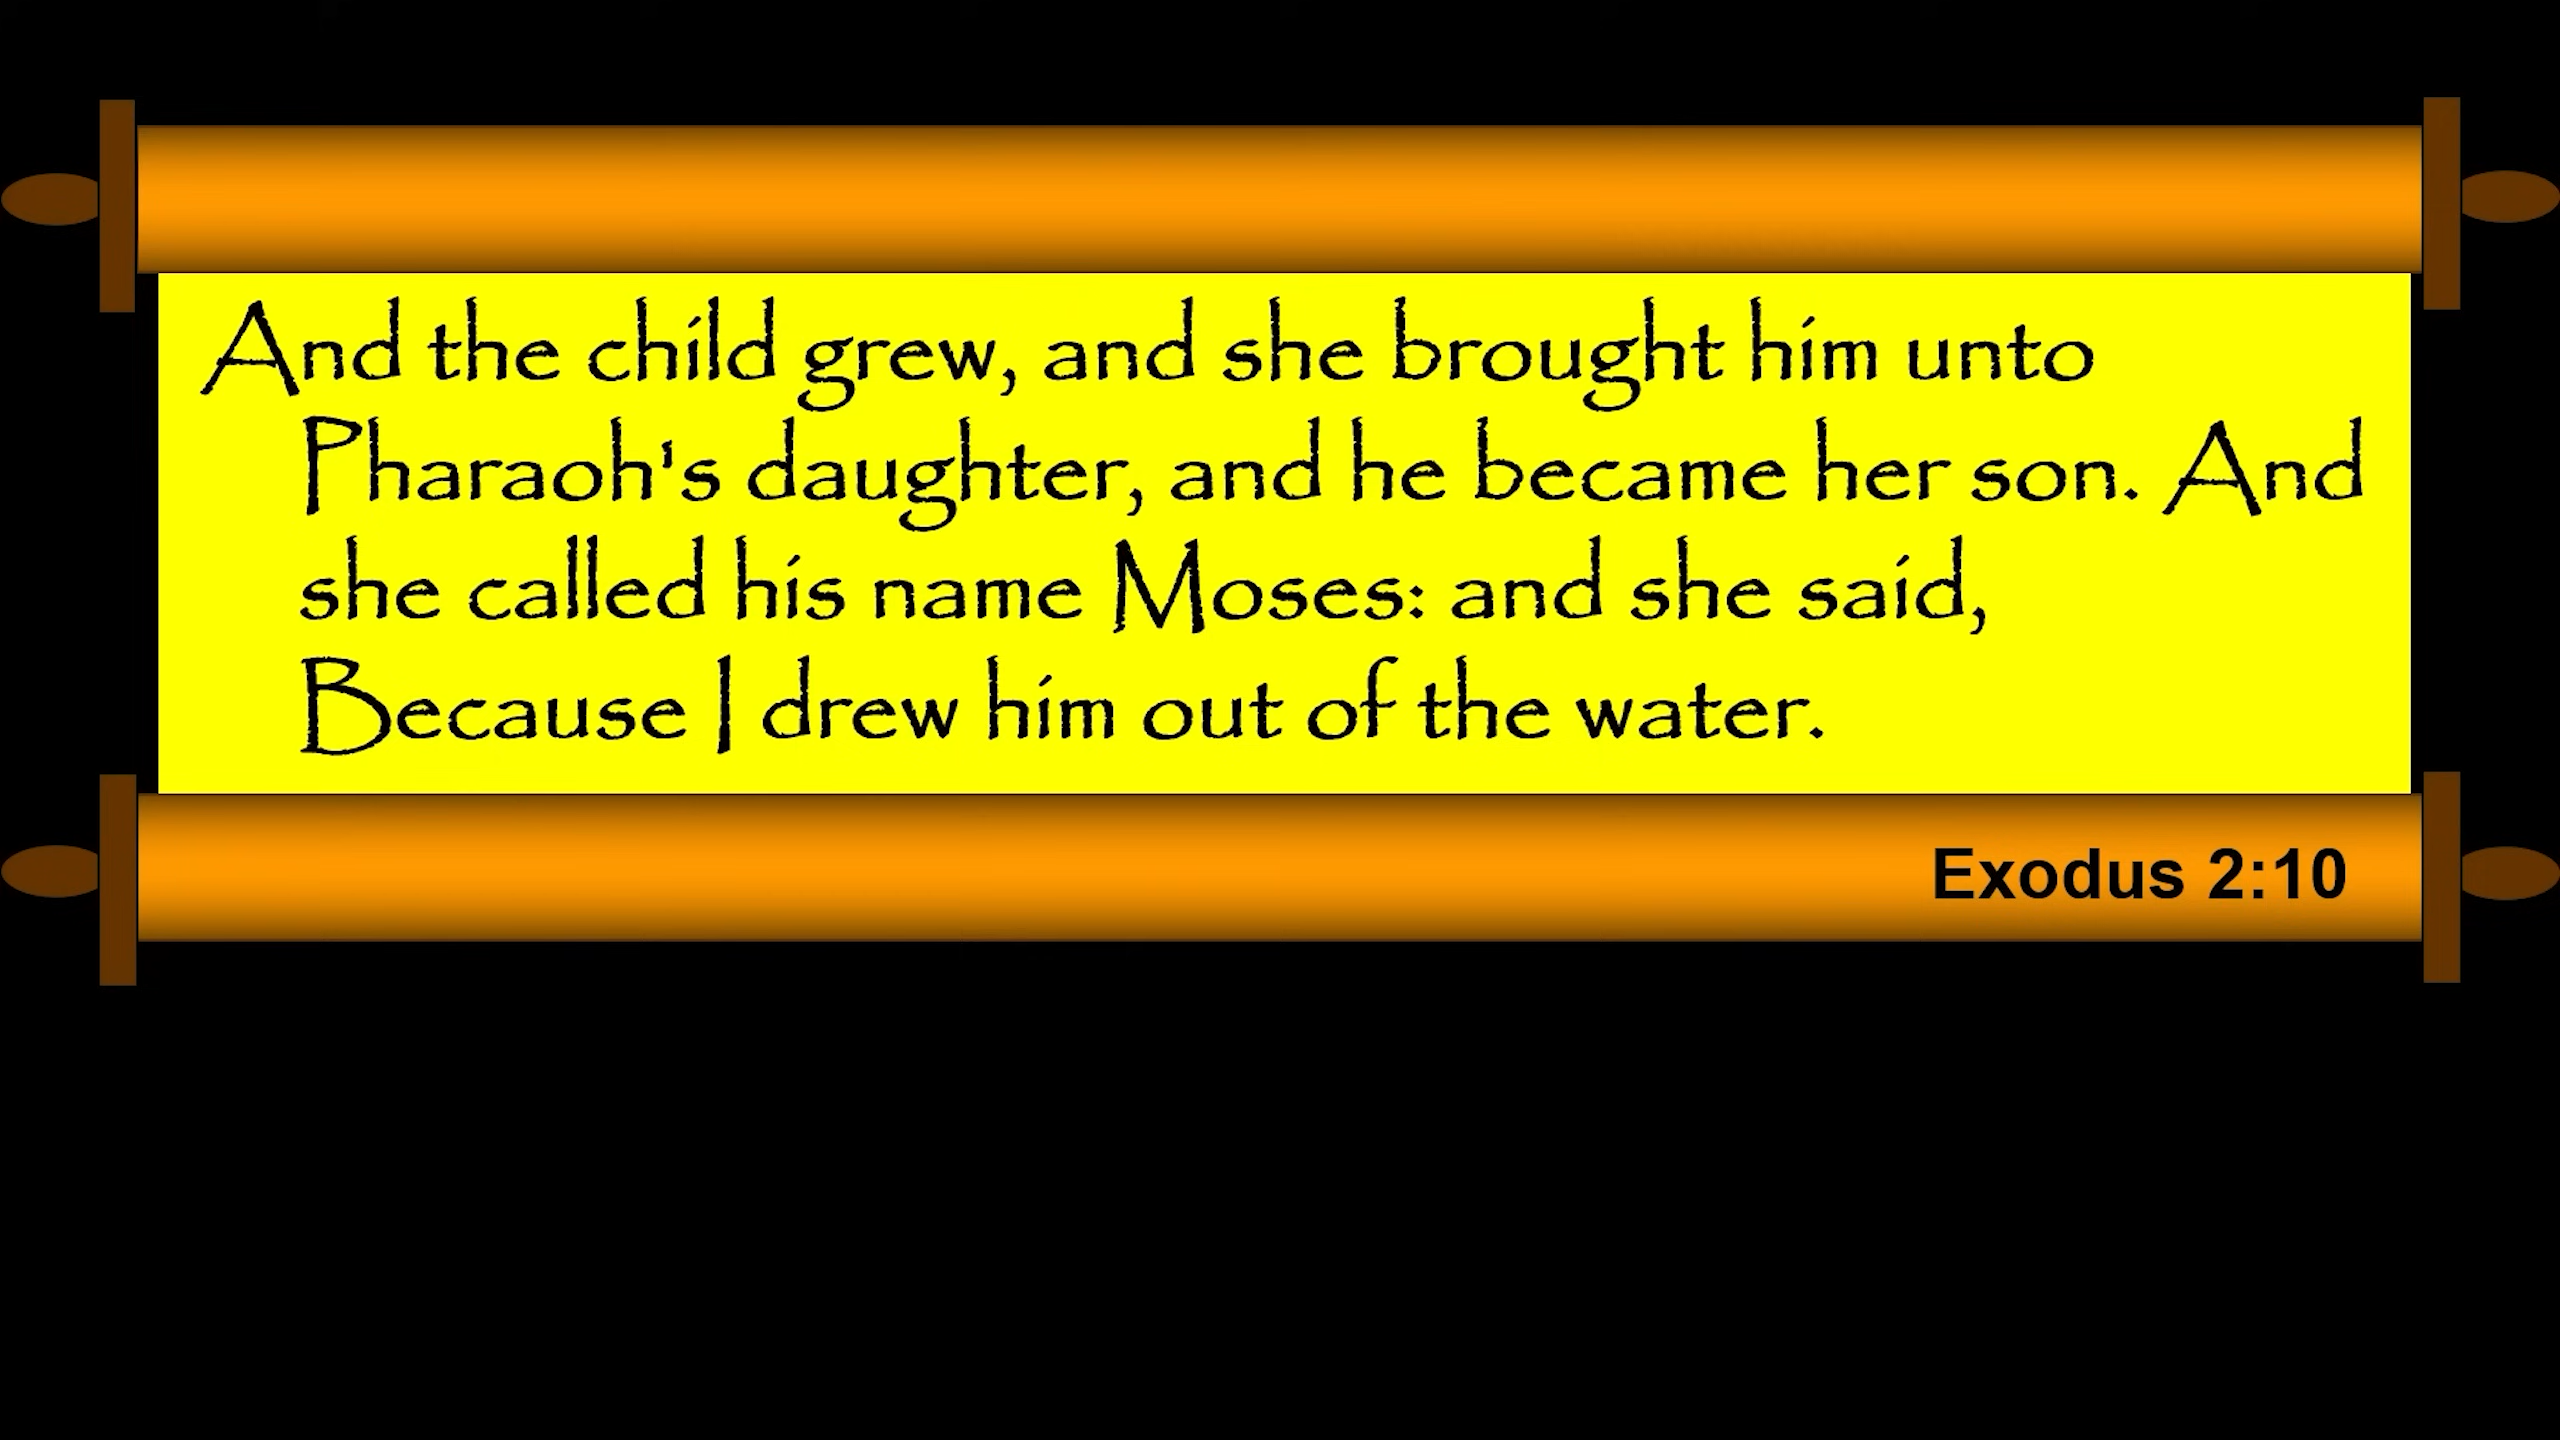 And the child grew, and she brought him unto
Pharaoh's daughter, and he became her son. And
she called his name Moses: and she said,
Because I drew him out of the water.
Exodus 2:10